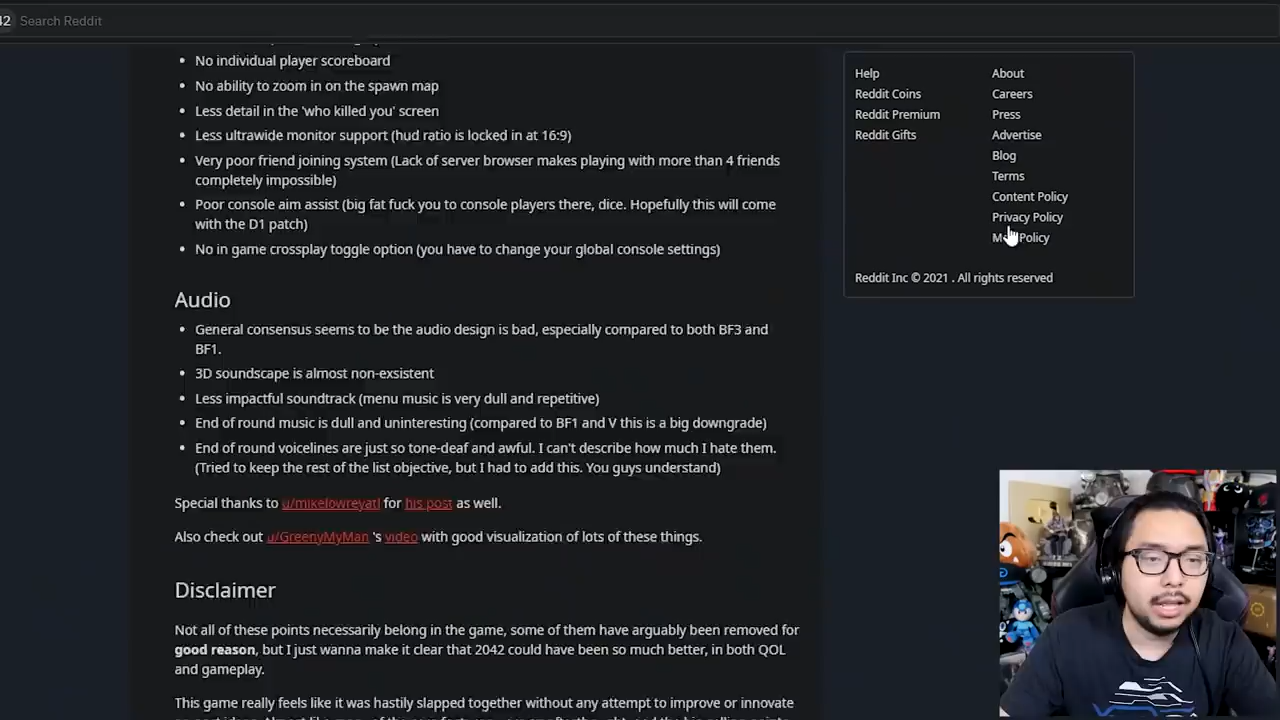 42 Search Reddit
No individual player scoreboard
No ability to zoom in on the spawn map
Less detail in the 'who killed you' screen
Less ultrawide monitor support (hud ratio is locked in at 16:9)
Very poor friend joining system (Lack of server browser makes playing with more than 4 friends
completely impossible)
Poor console aim assist (big fat fuck you to console players there, dice. Hopefully this will come
with the D1 patch)
No in game crossplay toggle option (you have to change your global console settings)
Audio
General consensus seems to be the audio design is bad, especially compared to both BF3 and
BF1.
3D soundscape is almost non-exsistent
Less impactful soundtrack (menu music is very dull and repetitive)
End of round music is dull and uninteresting (compared to BF1 and V this is a big downgrade)
End of round voicelines are just so tone-deaf and awful. I can't describe how much I hate them.
(Tried to keep the rest of the list objective, but I had to add this. You guys understand)
Special thanks to u/mikelowreyatl for his post as well.
Also check out u/GreenyMyMan 's video with good visualization of lots of these things.
Disclaimer
Not all of these points necessarily belong in the game, some of them have arguably been removed for
good reason, but I just wanna make it clear that 2042 could have been so much better, in both QOL
and gameplay.
This game really feels like it was hastily slapped together without any attempt to improve or innovate
Help
Reddit Coins
Reddit Premium
Reddit Gifts
About
Careers
Press
Advertise
Blog
Terms
Content Policy
Privacy Policy
Policy
Reddit Inc © 2021 . All rights reserved